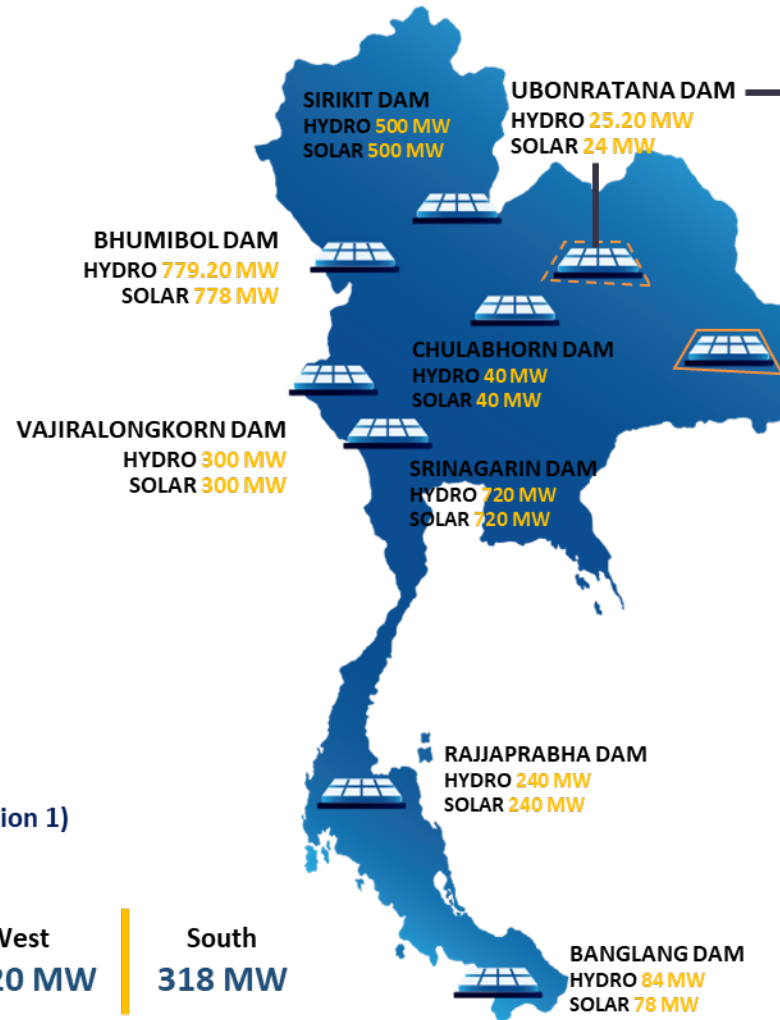 SIRIKIT DAM
HYDRO 500 MW
SOLAR 500 MW
UBONRATANA DAM
HYDRO 25.20 MW
SOLAR 24 MW
BHUMIBOL DAM
HYDRO 779.20 MW
SOLAR 778 MW
CHULABHORN DAM
HYDRO 40 MW
SOLAR 40 MW
VAJIRALONGKORN DAM
HYDRO 300 MW
SOLAR 300 MW
SRINAGARIN DAM
HYDRO 720 MW
SOLAR 720 MW
RAJJAPRABHA DAM
HYDRO 240 MW
SOLAR 240 MW
ion 1)
West
20 MW
South
318 MW
BANGLANG DAM
HYDRO 84 MW
SOLAR 78 MW